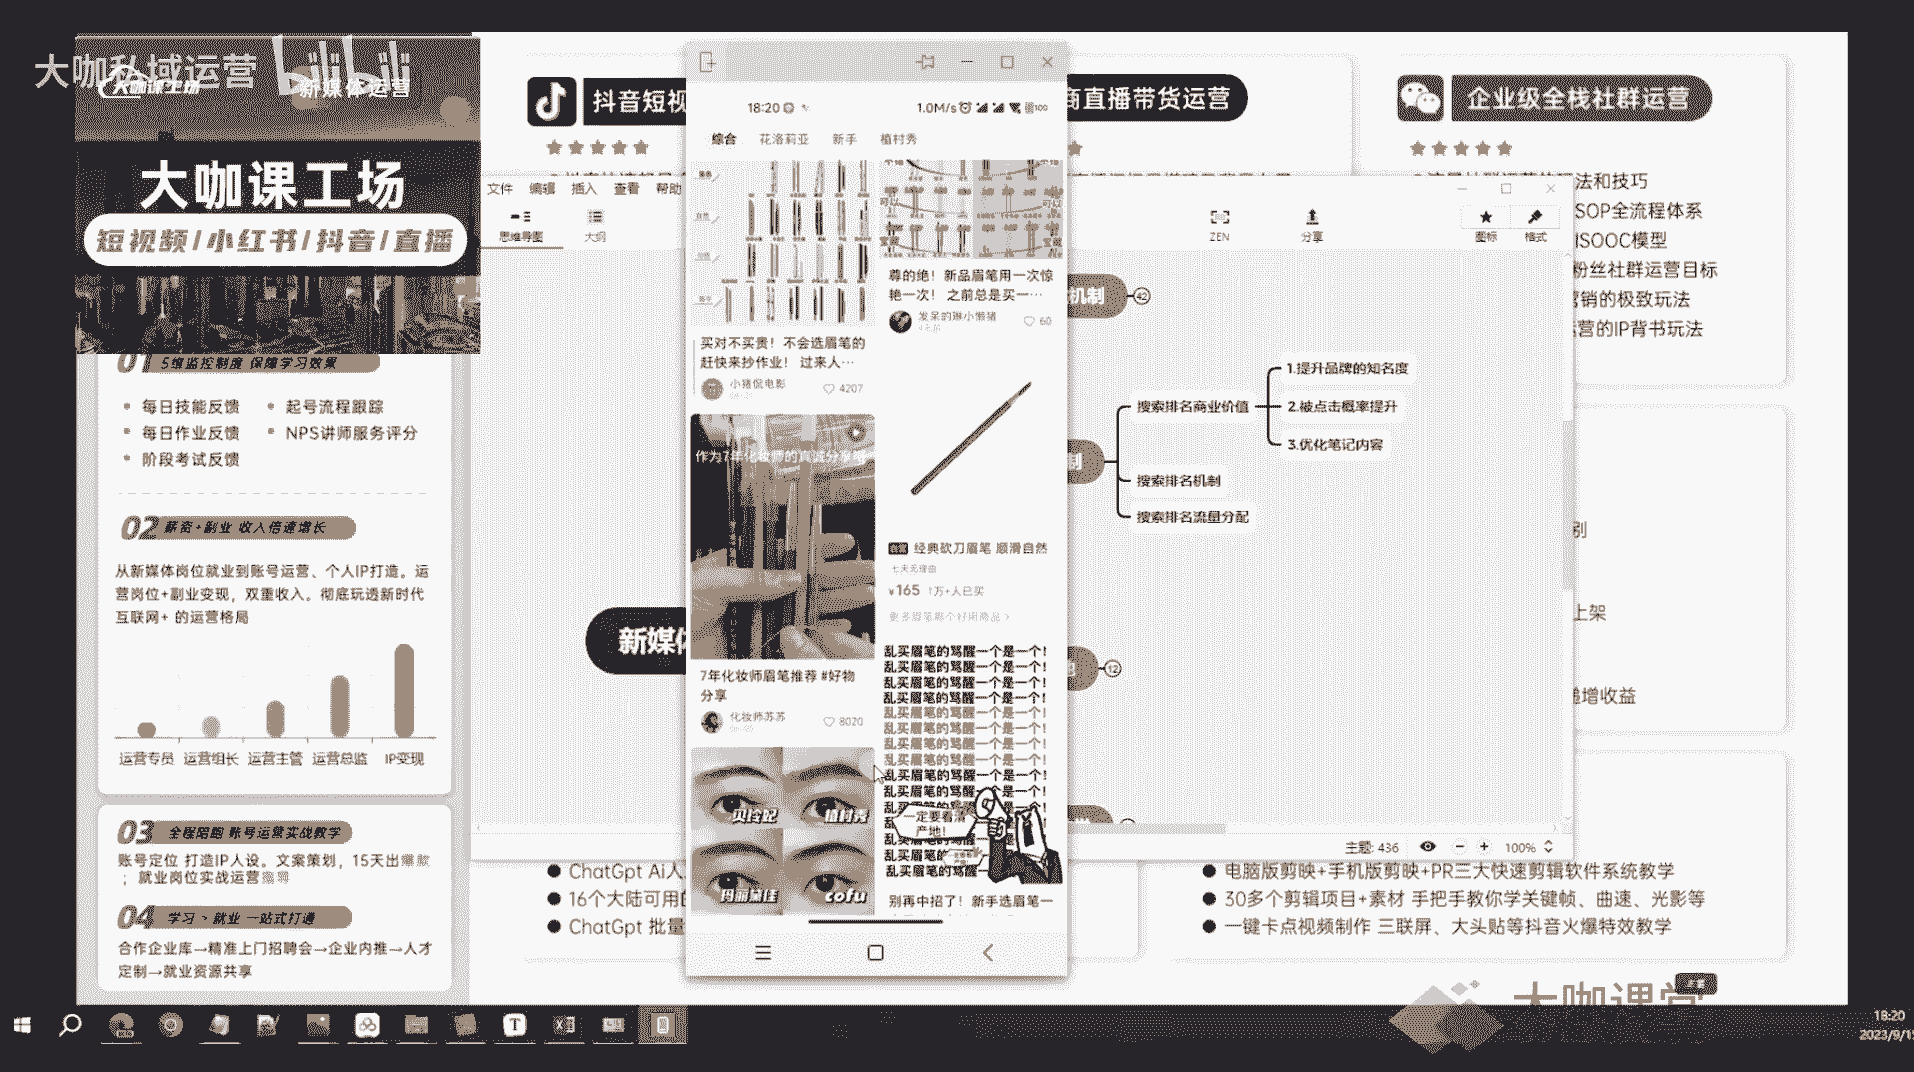 大咖私域运营
bilibili
大咖课工场
新媒体运营
大咖课工场
短视频/小红书/抖音/直播
01 5维监控制度 保障学习效果
每日技能反馈
起号流程跟踪
每日作业反馈
NPS讲师服务评分
阶段考试反馈
02 薪资+副业 收入倍速增长
从新媒体岗位就业到账号运营、个人IP打造。运
营岗位+副业变现，双重收入。彻底玩透新时代
互联网+ 的运营格局
运营专员 运营组长 运营主管 运营总监 IP变现
03 全程陪跑 账号运营实战教学
账号定位 打造IP人设。文案策划，15天出爆款
；就业岗位实战运营
04 学习、就业 一站式打通
合作企业库→精准上门招聘会→企业内推→人才
定制→就业资源共享
抖音短视
商直播带货运营
企业级全栈社群运营
法和技巧
SOP全流程体系
ISOOC模型
粉丝社群运营目标
营销的极致玩法
运营的IP背书玩法
别
上架
递增收益
文件 编辑 插入 查看 帮助
思维导图
大纲
ZEN
分享
图标
格式
新媒体
机制
42
制
搜索排名商业价值
1.提升品牌的知名度
2.被点击概率提升
3.优化笔记内容
搜索排名机制
搜索排名流量分配
12
主题: 436
100%
18:20
1.0M/s
100
综合 花洛莉亚 新手 植村秀
买对不买贵！不会选眉笔的
赶快来抄作业！ 过来人…
小猪侃电影
4207
作为7年化妆师的真诚分享
7年化妆师眉笔推荐 #好物
分享
化妆师苏苏
8020
贝玲妃
植村秀
玛丽黛佳
cofu
尊的绝！新品眉笔用一次惊
艳一次！ 之前总是买一…
发呆的琳小懒猪
60
自营 经典砍刀眉笔 顺滑自然
七天无理由
¥165 1万+人已买
乱买眉笔的骂醒一个是一个！
乱买眉笔的骂醒一个是一个！
乱买眉笔的骂醒一个是一个！
乱买眉笔的骂醒一个是一个！
乱买眉笔的骂醒一个是一个！
乱买眉笔的骂醒一个是一个！
乱买眉笔的骂醒一个是一个！
乱买眉笔的骂醒一个是一个！
乱买眉笔的骂醒一个是一个！
一定要看清
产地！
别再中招了！新手选眉笔一
ChatGpt Ai人
16个大陆可用的
ChatGpt 批量
电脑版剪映+手机版剪映+PR三大快速剪辑软件系统教学
30多个剪辑项目+素材 手把手教你学关键帧、曲速、光影等
一键卡点视频制作 三联屏、大头贴等抖音火爆特效教学
大咖课堂
18:20
2023/9/1